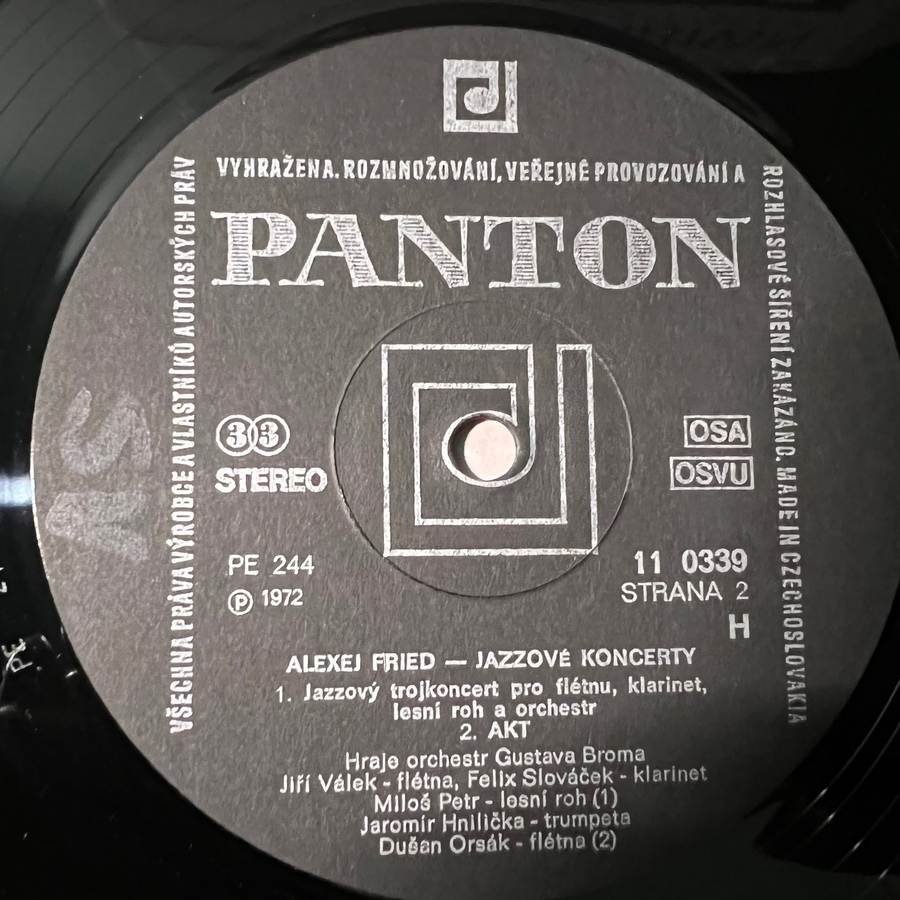 VYHRAŽENA. ROZMNOŽOVÁNÍ, VEŘEJNÉ PROVOZOVÁNÍ A
PANTON
VŠECHNA PRÁVA VÝROBCE A VLASTNÍKŮ AUTORSKÝCH PRÁV
ROZHLASOVÉ ŠÍŘENÍ ZAKÁZÁNO. MADE IN CZECHOSLOVAKIA
33
STEREO
OSA
OSVU
PE 244
Ⓟ 1972
11 0339
STRANA 2
H
ALEXEJ FRIED — JAZZOVÉ KONCERTY
1. Jazzový trojkoncert pro flétnu, klarinet,
lesní roh a orchestr
2. AKT
Hraje orchestr Gustava Broma
Jiří Válek - flétna, Felix Slováček - klarinet
Miloš Petr - lesní roh (1)
Jaromír Hnilička - trumpeta
Dušan Orsák - flétna (2)
PE